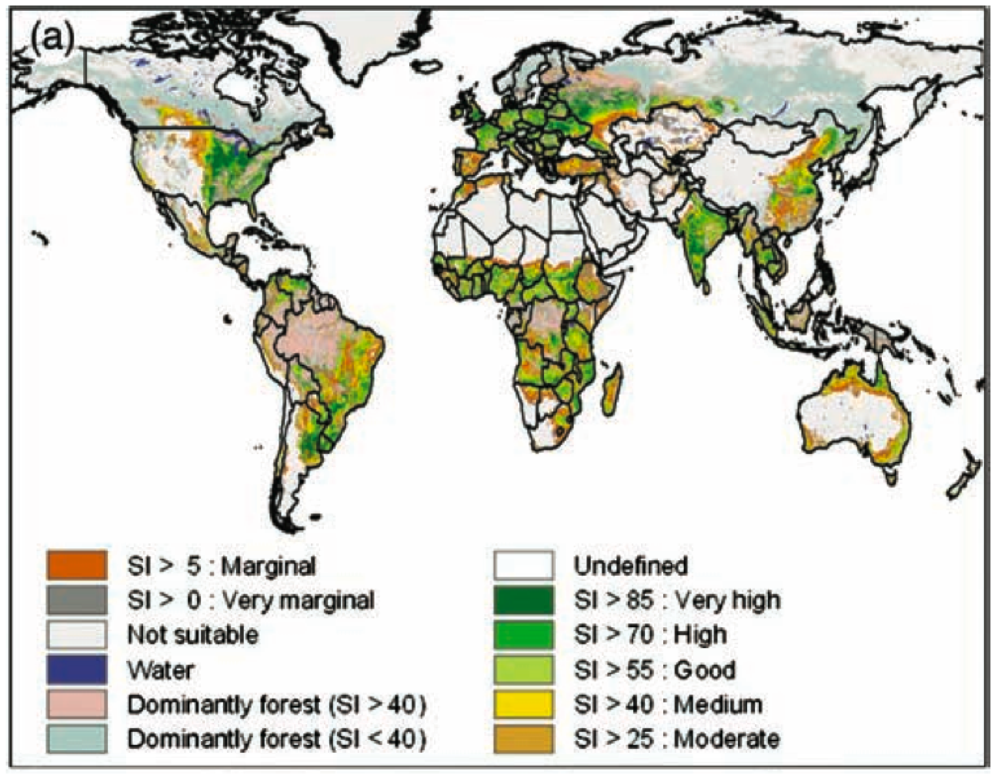 (a)
SI > 5 : Marginal
SI > 0 : Very marginal
Not suitable
Water
Dominantly forest (SI > 40)
Dominantly forest (SI < 40)
Undefined
SI > 85 : Very high
SI > 70 : High
SI > 55 : Good
SI > 40 : Medium
SI > 25 : Moderate